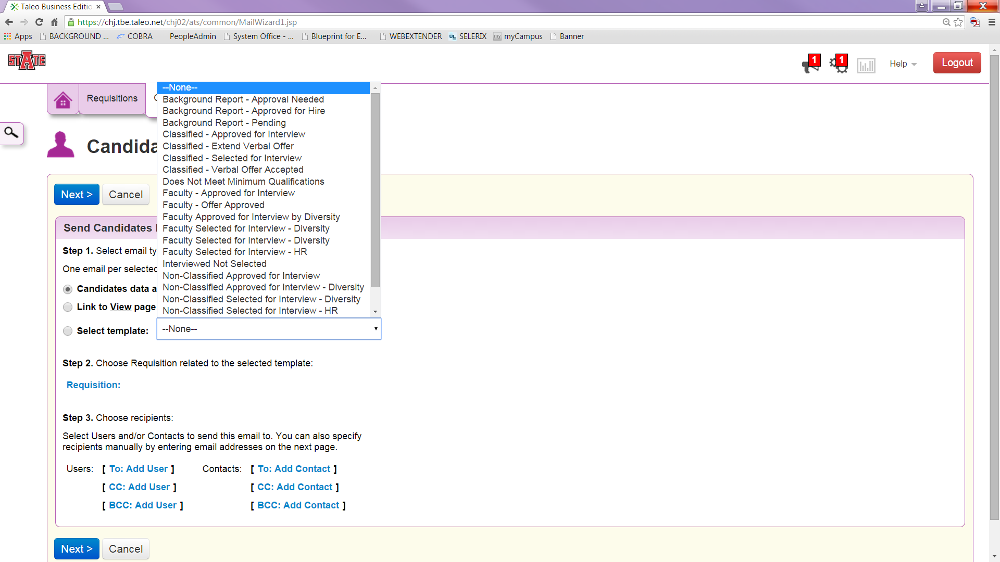 Taleo Business Editio
https://chj.tbe.taleo.net/chj02/ats/common/MailWizard1.jsp
Apps BACKGROUND ... COBRA PeopleAdmin System Office - ... Blueprint for E... WEBEXTENDER UL SELERIX my myCampus Banner
STATE 1 1 Help Logout
Requisitions
Candida
Next > Cancel
Send Candidates
Step 1. Select email ty
One email per selected
Candidates data a
Link to View page
Select template:
--None--
Background Report - Approval Needed
Background Report - Approved for Hire
Background Report - Pending
Classified - Approved for Interview
Classified - Extend Verbal Offer
Classified - Selected for Interview
Classified - Verbal Offer Accepted
Does Not Meet Minimum Qualifications
Faculty - Approved for Interview
Faculty - Offer Approved
Faculty Approved for Interview by Diversity
Faculty Selected for Interview - Diversity
Faculty Selected for Interview - Diversity
Faculty Selected for Interview - HR
Interviewed Not Selected
Non-Classified Approved for Interview
Non-Classified Approved for Interview - Diversity
Non-Classified Selected for Interview - Diversity
Non-Classified Selected for Interview - HR
--None--
Step 2. Choose Requisition related to the selected template:
Requisition:
Step 3. Choose recipients:
Select Users and/or Contacts to send this email to. You can also specify
recipients manually by entering email addresses on the next page.
Users: [ To: Add User ] Contacts: [ To: Add Contact ]
[ CC: Add User ] [ CC: Add Contact ]
[ BCC: Add User ] [ BCC: Add Contact ]
Next > Cancel